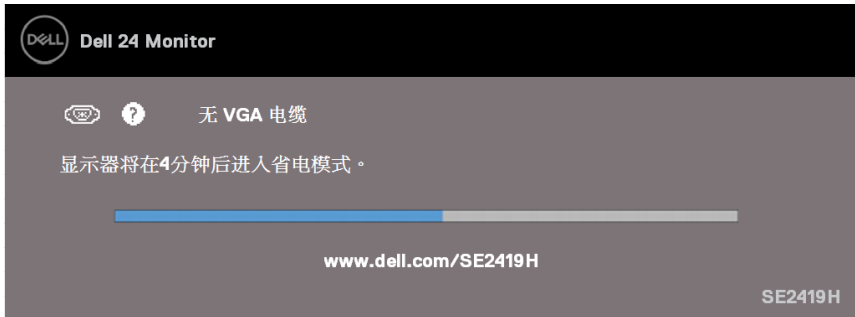 DELL Dell 24 Monitor
? 无 VGA 电缆
显示器将在4分钟后进入省电模式。
www.dell.com/SE2419H
SE2419H